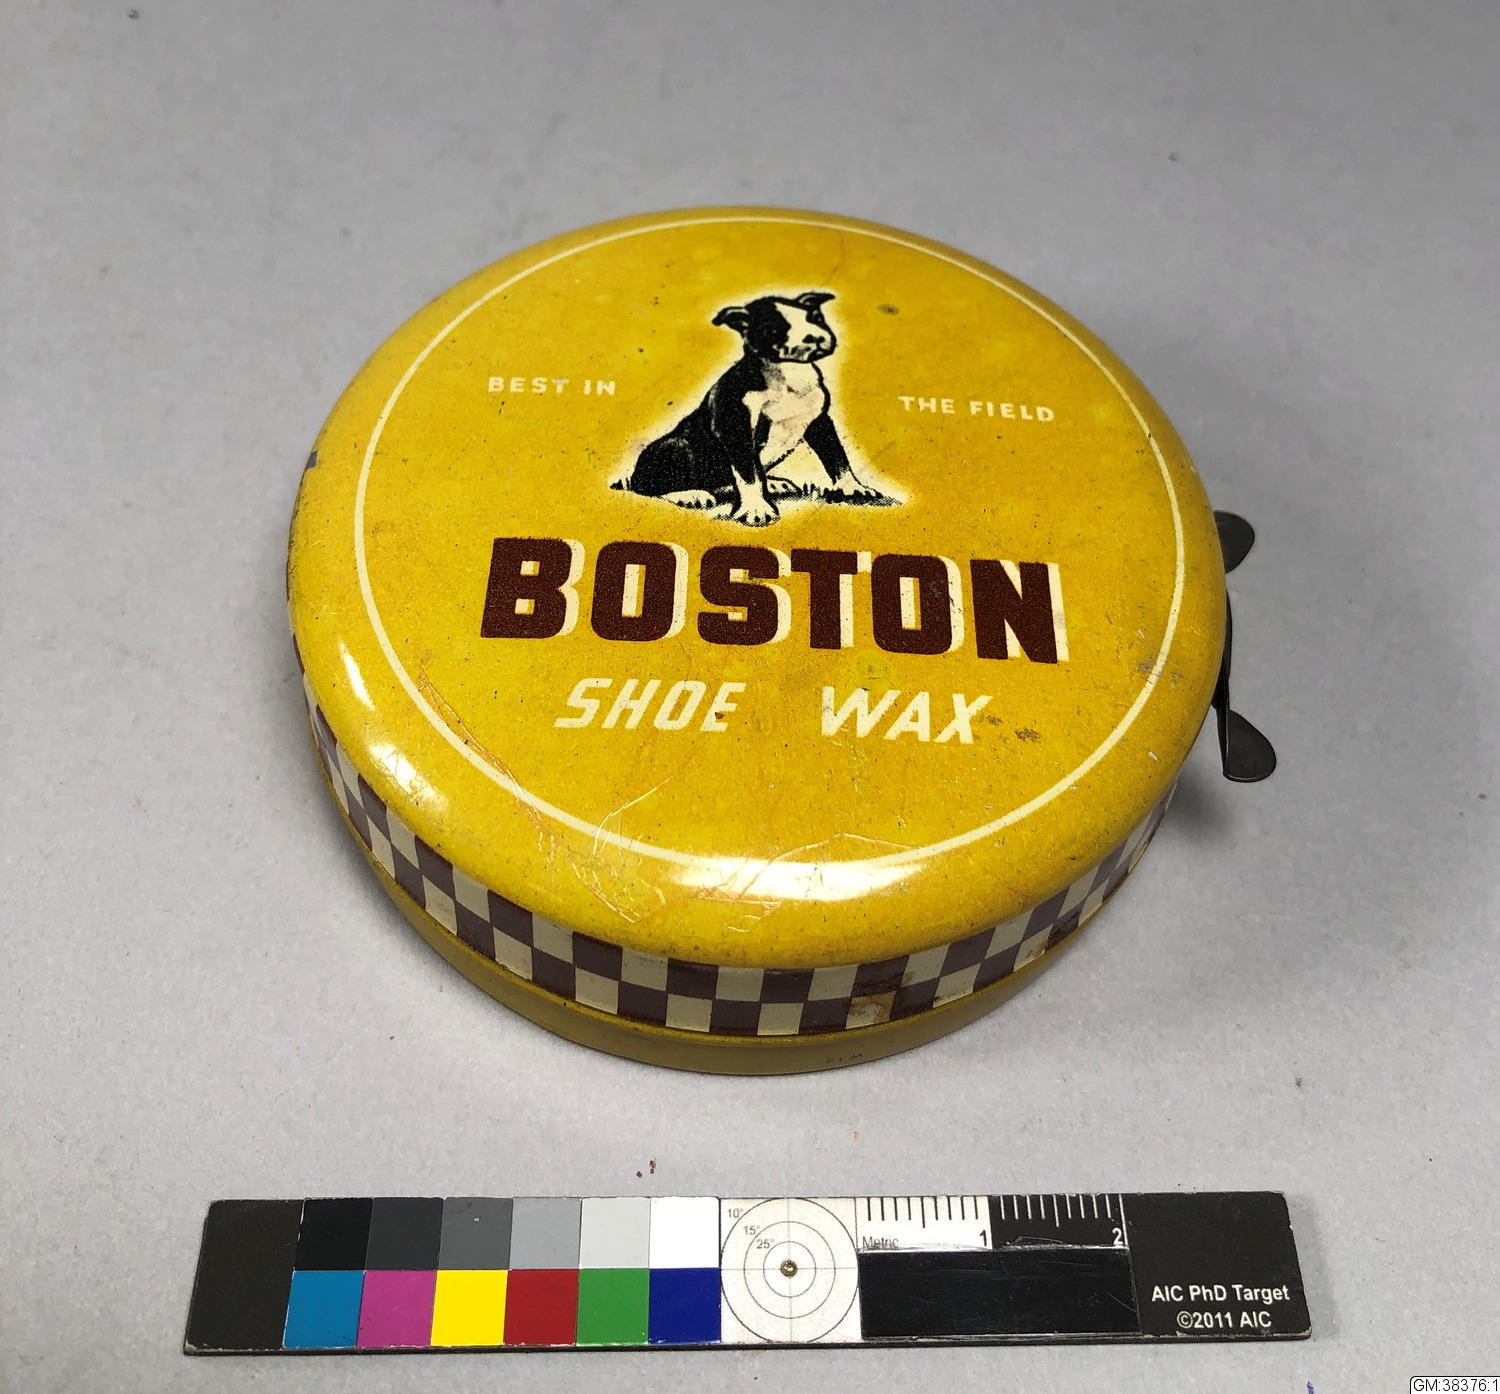 BEST IN THE FIELD
BOSTON
SHOE WAX
ELM
10°
15°
25°
Metric 1 2
AIC PhD Target
©2011 AIC
GM:38376:1